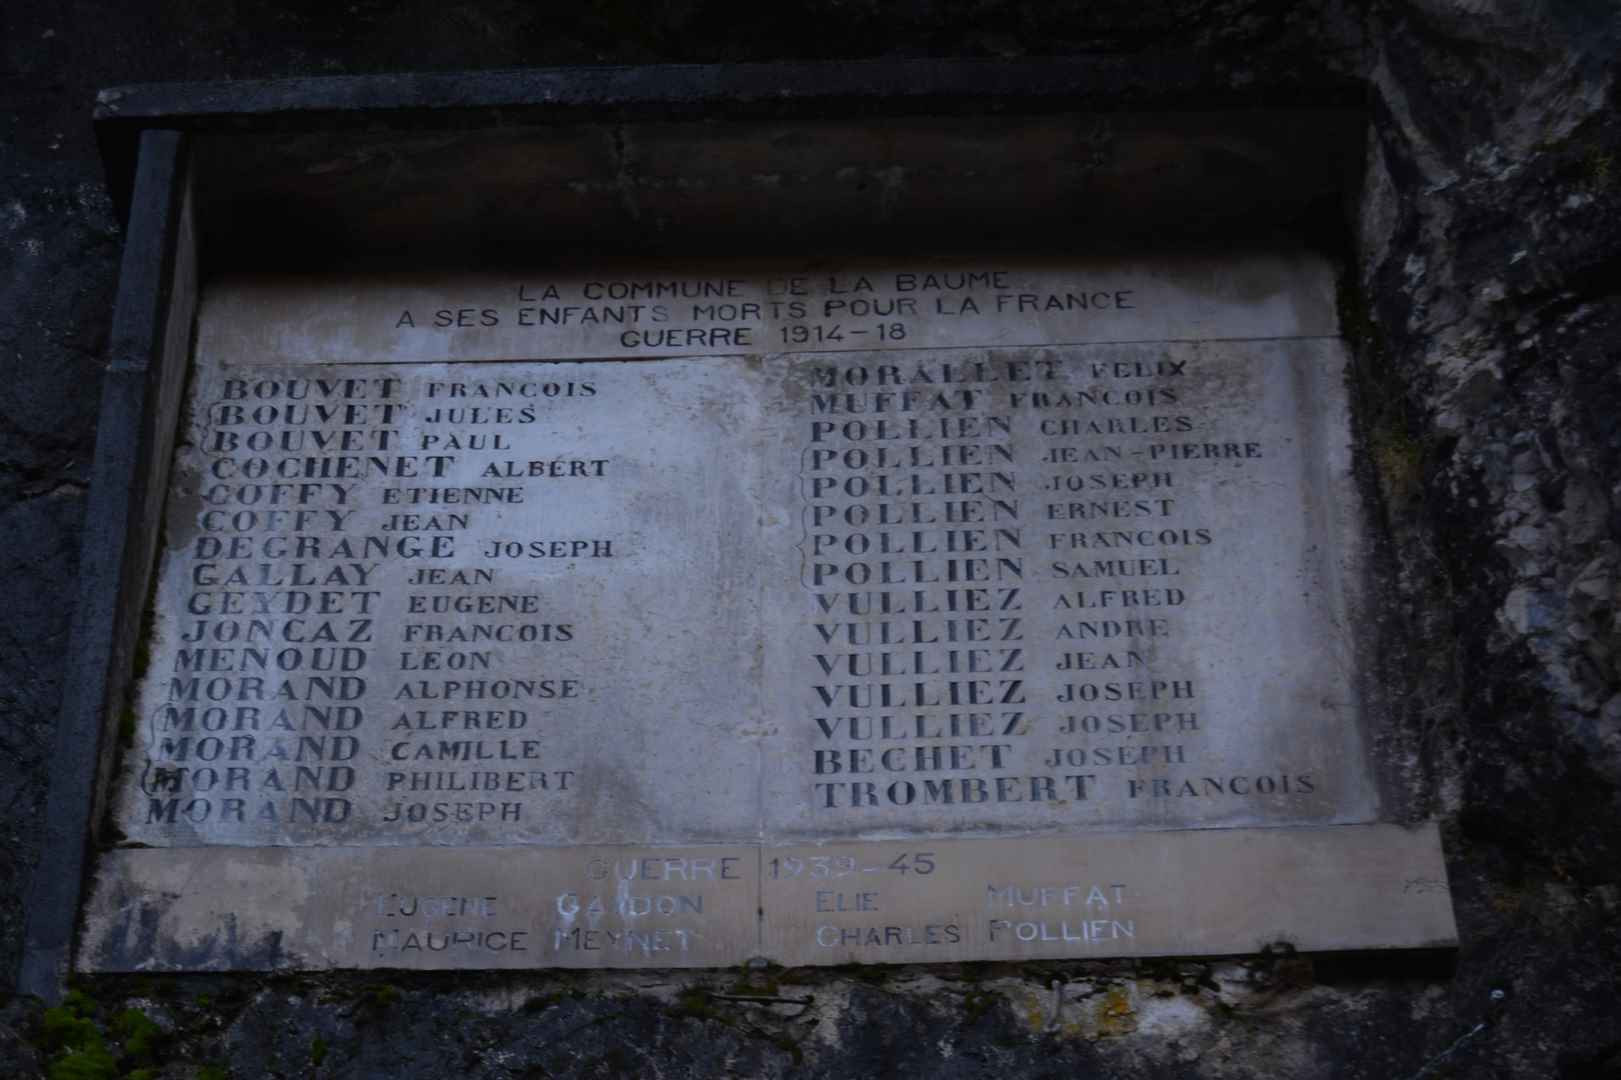 LA COMMUNE DE LA BAUME
A SES ENFANTS MORTS POUR LA FRANCE
GUERRE 1914-18
BOUVET FRANCOIS
BOUVET JULES
BOUVET PAUL
COCHENET ALBERT
COFFY ETIENNE
COFFY JEAN
DEGRANGE JOSEPH
GALLAY JEAN
GEYDET EUGENE
JONCAZ FRANCOIS
MENOUD LEON
MORAND ALPHONSE
MORAND ALFRED
MORAND CAMILLE
MORAND PHILIBERT
MORAND JOSEPH
MORALLET FELIX
MUFFAT FRANCOIS
POLLIEN CHARLES
POLLIEN JEAN-PIERRE
POLLIEN JOSEPH
POLLIEN ERNEST
POLLIEN FRANCOIS
POLLIEN SAMUEL
VULLIEZ ALFRED
VULLIEZ ANDRE
VULLIEZ JEAN
VULLIEZ JOSEPH
VULLIEZ JOSEPH
BECHET JOSEPH
TROMBERT FRANCOIS
GUERRE 1939-45
EUGENE
MAURICE MEYNET
ELIE MUFFAT
CHARLES POLLIEN